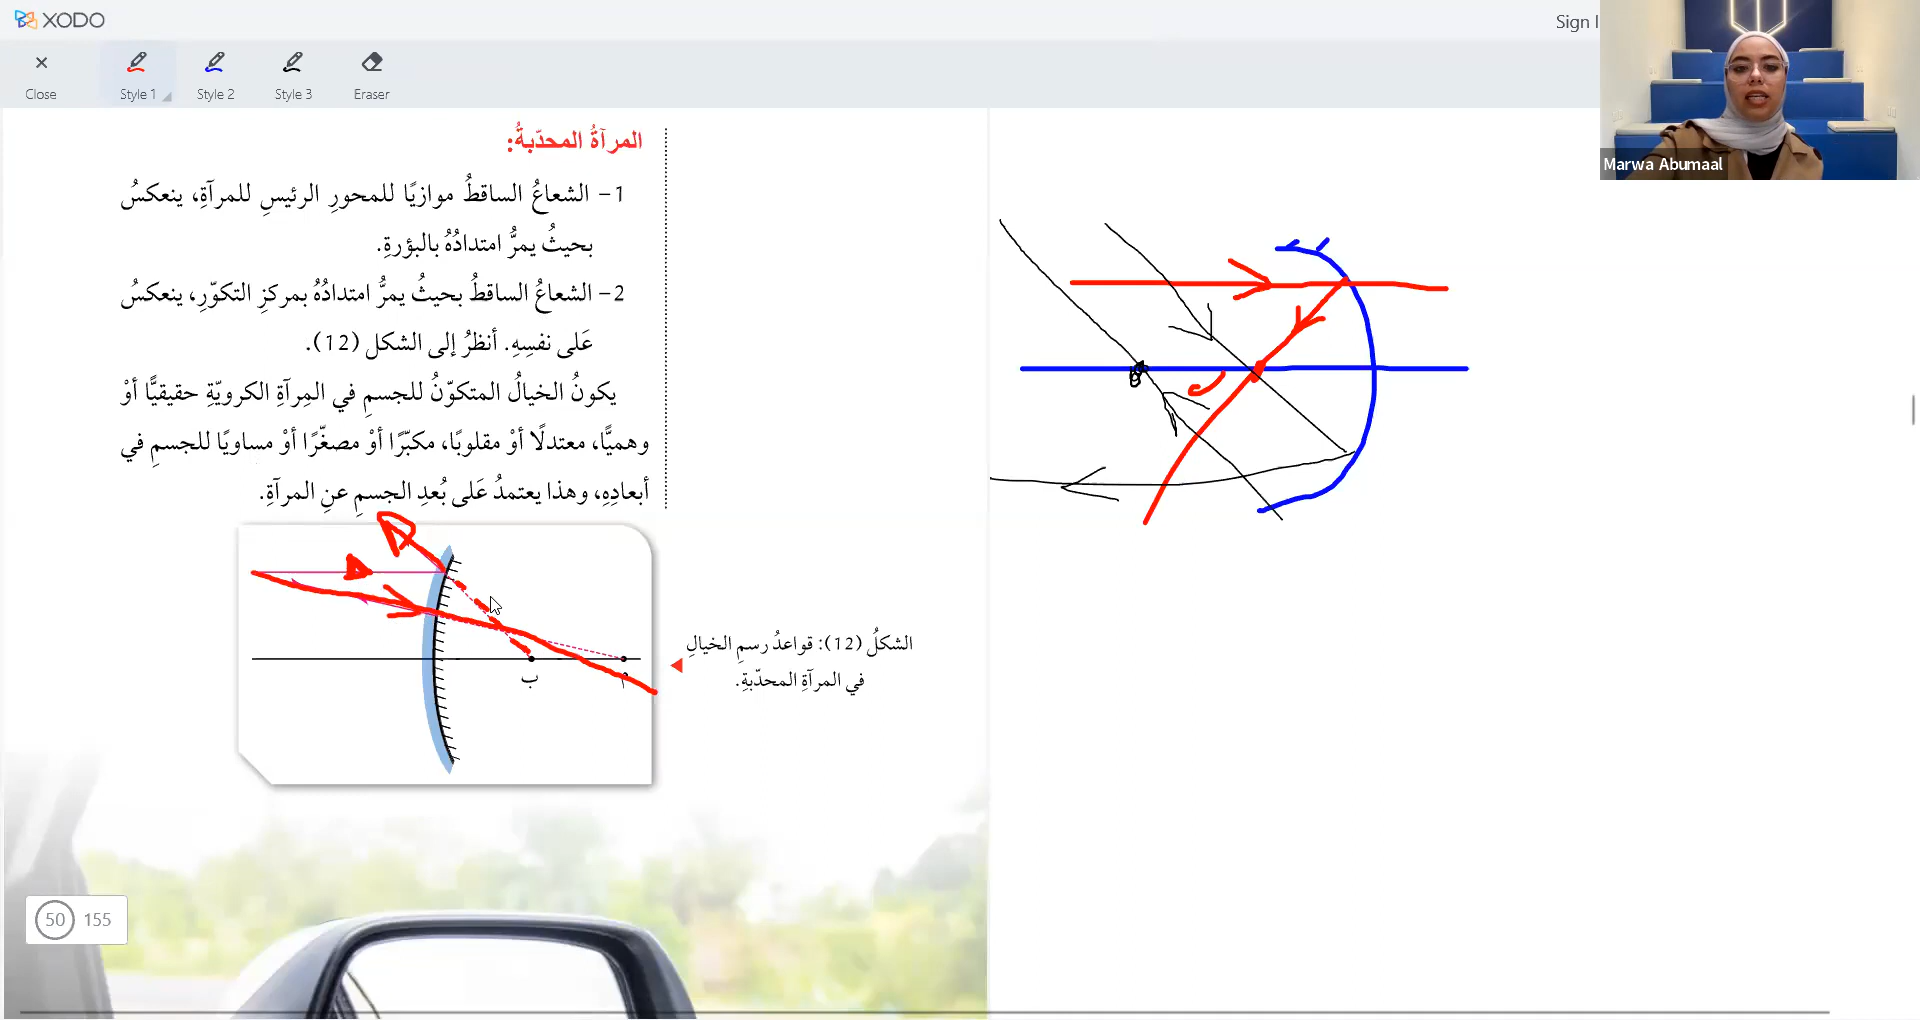 XODO
Sign I
Close
Style 1
Style 2
Style 3
Eraser
Marwa Abumaal
المرآةُ المحدّبةُ:
1- الشعاعُ الساقطُ موازيًا للمحورِ الرئيسِ للمرآةِ، ينعكسُ
بحيثُ يمرُّ امتدادُهُ بالبؤرةِ.
2- الشعاعُ الساقطُ بحيثُ يمرُّ امتدادُهُ بمركزِ التكوّرِ، ينعكسُ
عَلى نفسِهِ. أنظرُ إلى الشكل (12).
يكونُ الخيالُ المتكوّنُ للجسمِ في المِرآةِ الكرويّةِ حقيقيًّا أوْ
وهميًّا، معتدلًا أوْ مقلوبًا، مكبّرًا أوْ مصغّرًا أوْ مساويًا للجسمِ في
أبعادِهِ، وهذا يعتمدُ عَلى بُعدِ الجسمِ عنِ المرآةِ.
ب
م
الشكلُ (12): قواعدُ رسمِ الخيالِ
في المرآةِ المحدّبةِ.
50 155